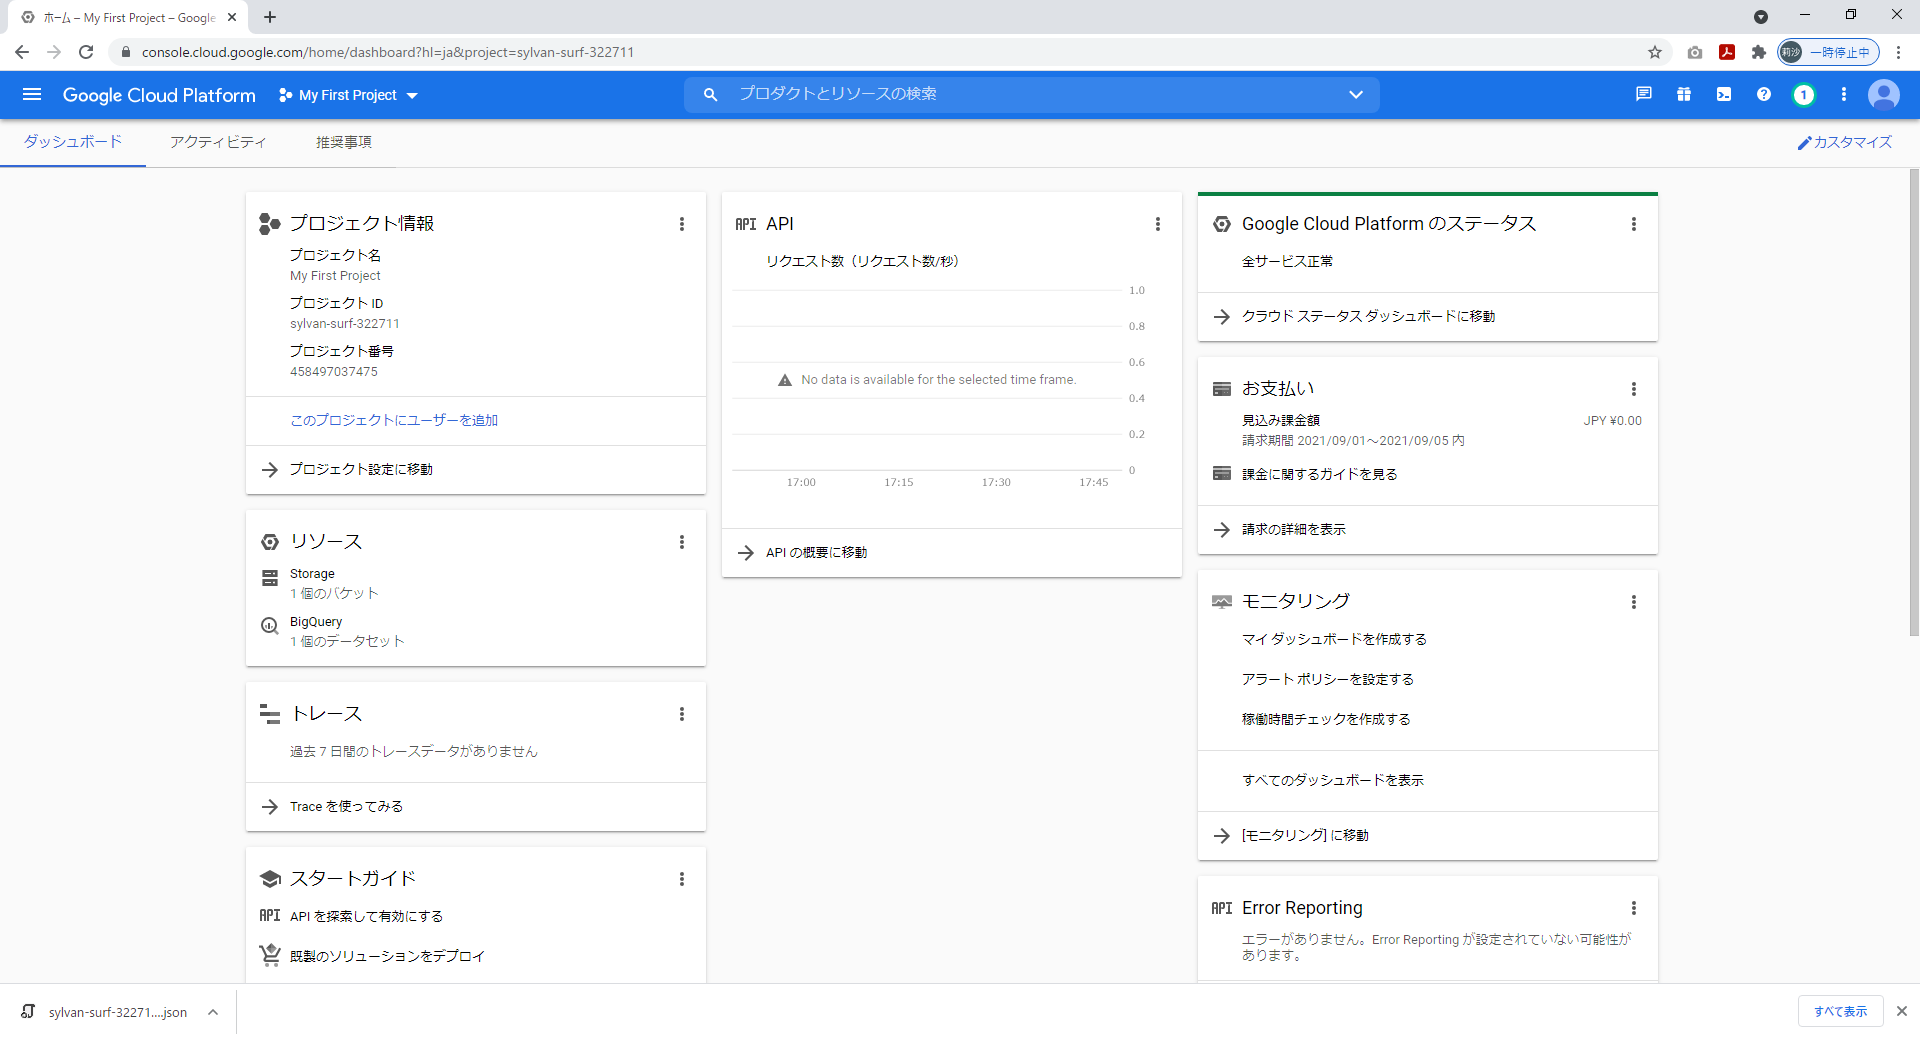 ホーム – My First Project – Google
console.cloud.google.com/home/dashboard?hl=ja&project=sylvan-surf-322711
莉沙 一時停止中
Google Cloud Platform
My First Project
プロダクトとリソースの検索
1
ダッシュボード
アクティビティ
推奨事項
カスタマイズ
プロジェクト情報
プロジェクト名
My First Project
プロジェクト ID
sylvan-surf-322711
プロジェクト番号
458497037475
このプロジェクトにユーザーを追加
プロジェクト設定に移動
リソース
Storage
1 個のバケット
BigQuery
1 個のデータセット
トレース
過去 7 日間のトレースデータがありません
Trace を使ってみる
スタートガイド
API API を探索して有効にする
既製のソリューションをデプロイ
API API
リクエスト数（リクエスト数/秒）
1.0
0.8
0.6
No data is available for the selected time frame.
0.4
0.2
0
17:00 17:15 17:30 17:45
API の概要に移動
Google Cloud Platform のステータス
全サービス正常
クラウド ステータス ダッシュボードに移動
お支払い
見込み課金額 JPY ¥0.00
請求期間 2021/09/01～2021/09/05 内
課金に関するガイドを見る
請求の詳細を表示
モニタリング
マイ ダッシュボードを作成する
アラート ポリシーを設定する
稼働時間チェックを作成する
すべてのダッシュボードを表示
[モニタリング] に移動
API Error Reporting
エラーがありません。Error Reporting が設定されていない可能性が
あります。
sylvan-surf-32271....json
すべて表示